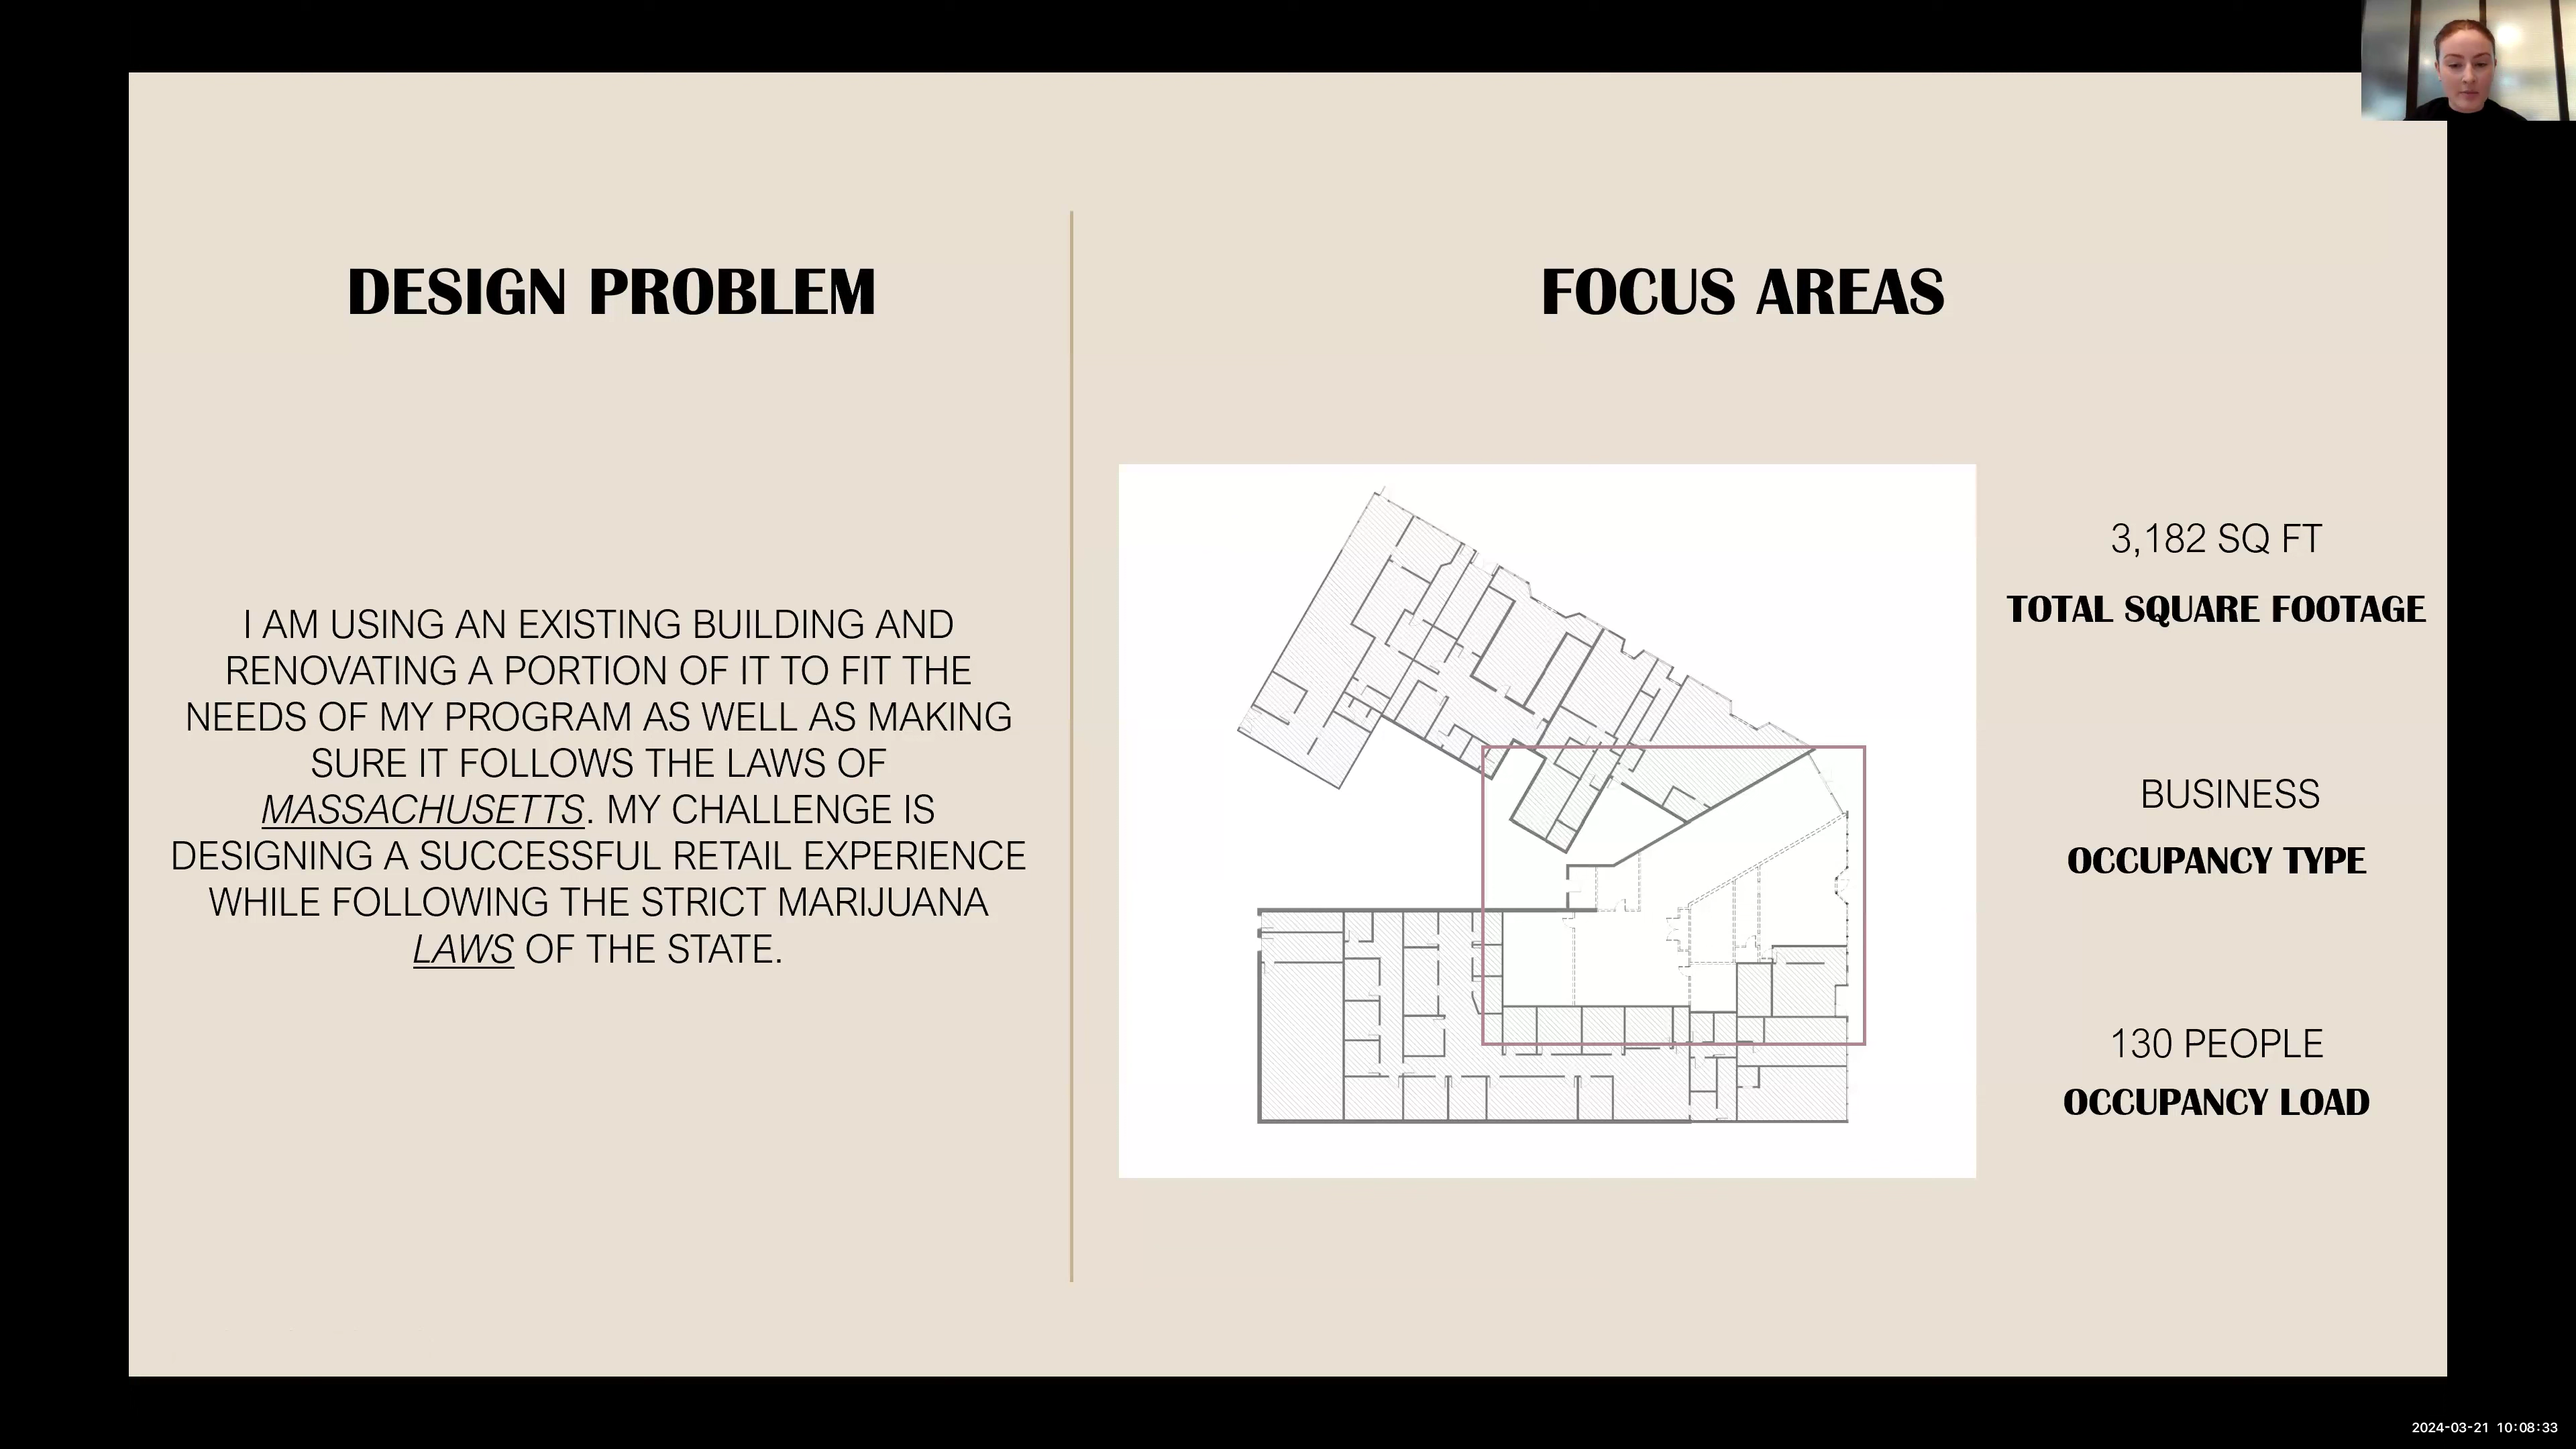 DESIGN PROBLEM
I AM USING AN EXISTING BUILDING AND
RENOVATING A PORTION OF IT TO FIT THE
NEEDS OF MY PROGRAM AS WELL AS MAKING
SURE IT FOLLOWS THE LAWS OF
MASSACHUSETTS. MY CHALLENGE IS
DESIGNING A SUCCESSFUL RETAIL EXPERIENCE
WHILE FOLLOWING THE STRICT MARIJUANA
LAWS OF THE STATE.
FOCUS AREAS
3,182 SQ FT
TOTAL SQUARE FOOTAGE
BUSINESS
OCCUPANCY TYPE
130 PEOPLE
OCCUPANCY LOAD
2024-03-21 10:08:33